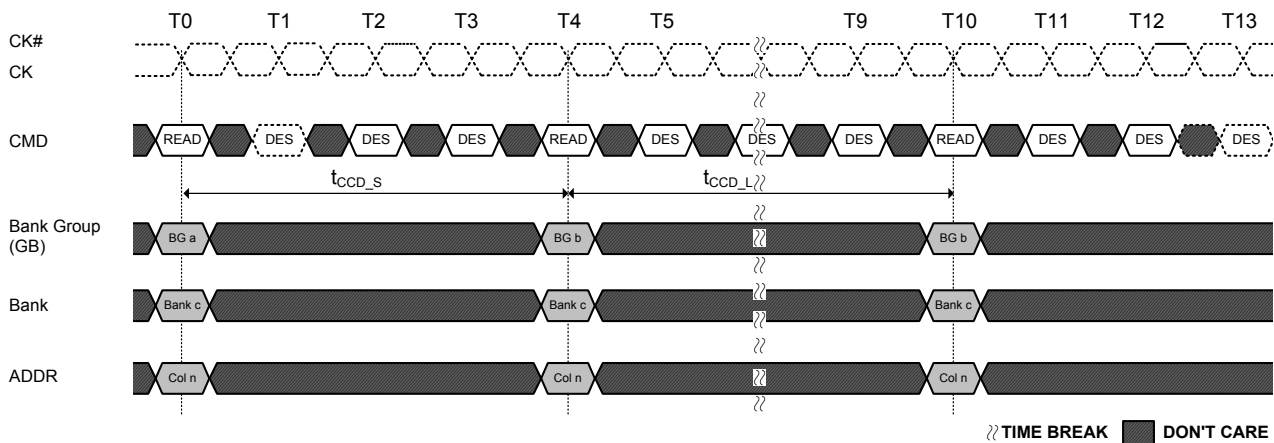 T0 T1 T2 T3 T4 T5 T9 T10 T11 T12 T13
CK#
CK
CMD READ DES DES DES READ DES DES DES READ DES DES DES
tCCD_S tCCD_L
Bank Group
(GB)
BG a BG b BG b
Bank Bank c Bank c Bank c
ADDR Col n Col n Col n
TIME BREAK DON'T CARE